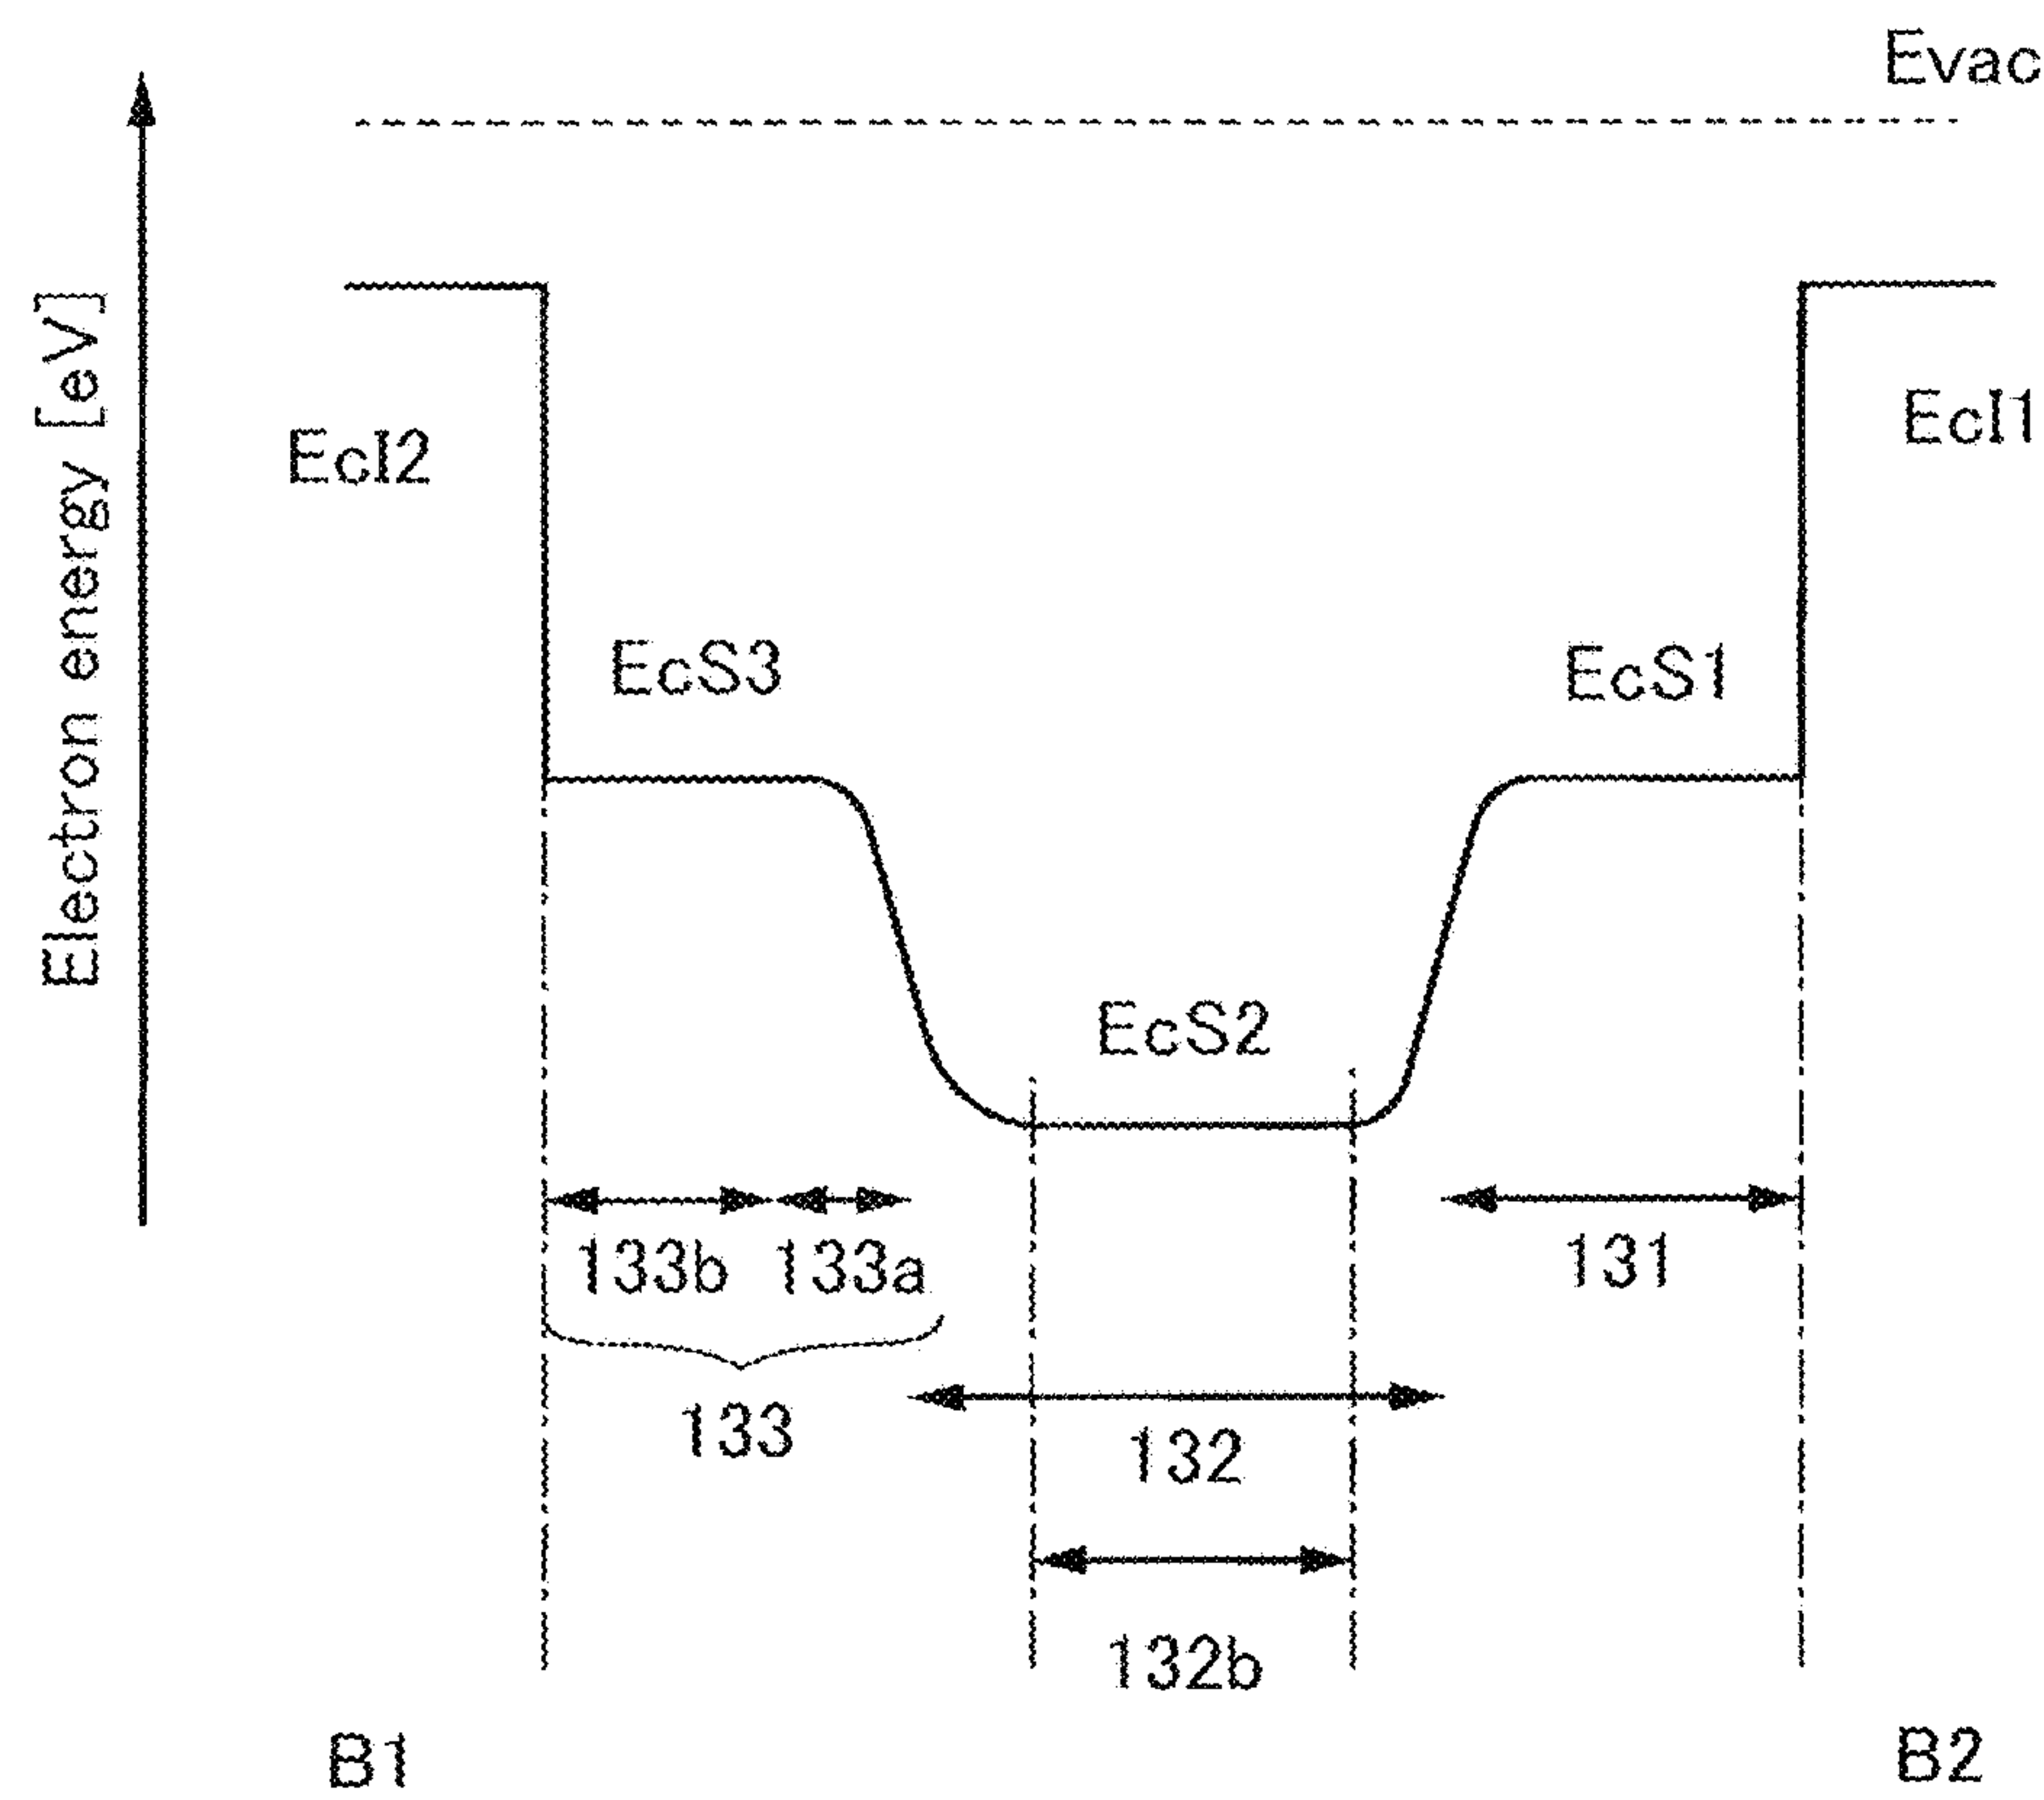 Evac
Electron energy [eV]
EcI2
EcI1
EcS3
EcS1
EcS2
133b
133a
131
133
132
132b
B1
B2